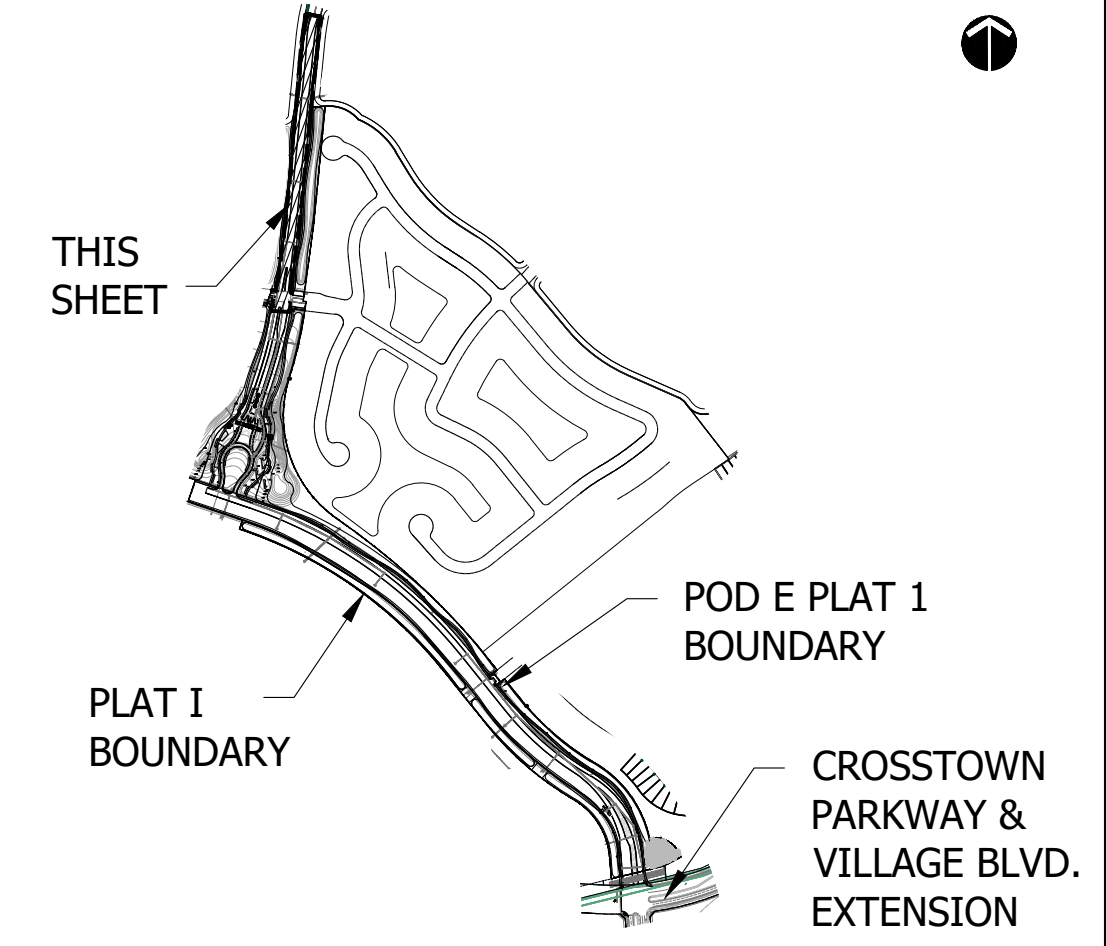 THIS
SHEET
POD E PLAT 1
BOUNDARY
PLAT I
BOUNDARY
CROSSTOWN
PARKWAY &
VILLAGE BLVD.
EXTENSION